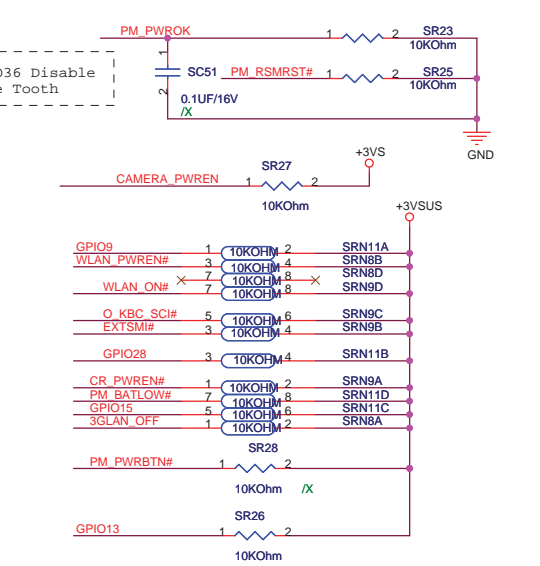 PM_PWROK 1 2 SR23
10KOhm
D36 Disable
e Tooth
1 SC51 PM_RSMRST# 1 2 SR25
2 10KOhm
0.1UF/16V
/X
GND
+3VS
SR27
CAMERA_PWREN 1 2
10KOhm
+3VSUS
GPIO9 1 10KOHM 2 SRN11A
WLAN_PWREN# 3 10KOHM 4 SRN8B
7 10KOHM 8 SRN8D
WLAN_ON# 7 10KOHM 8 SRN9D
O_KBC_SCI# 5 10KOHM 6 SRN9C
EXTSMI# 3 10KOHM 4 SRN9B
GPIO28 3 10KOHM 4 SRN11B
CR_PWREN# 1 10KOHM 2 SRN9A
PM_BATLOW# 7 10KOHM 8 SRN11D
GPIO15 5 10KOHM 6 SRN11C
3GLAN_OFF 1 10KOHM 2 SRN8A
SR28
PM_PWRBTN# 1 2
10KOhm /X
SR26
GPIO13 1 2
10KOhm